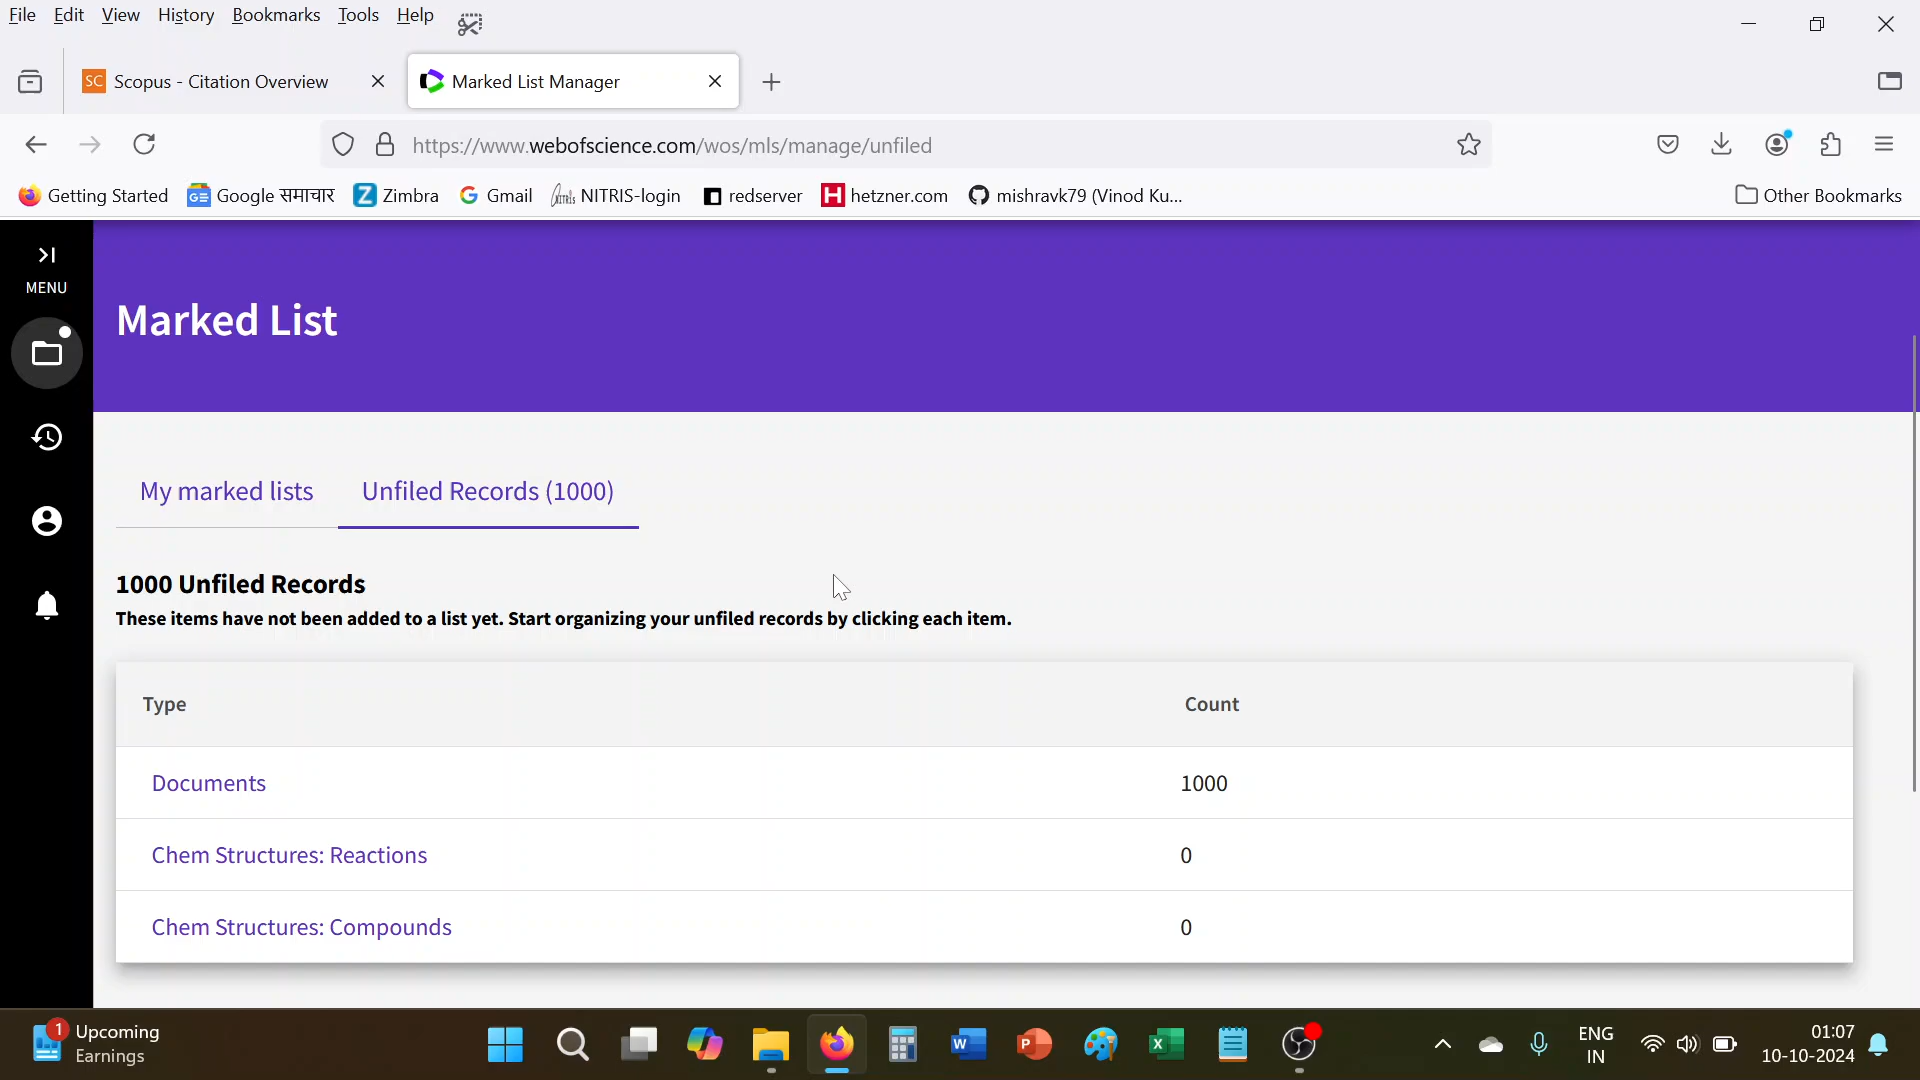 File Edit View History Bookmarks Tools Help
SC Scopus - Citation Overview
Marked List Manager
https://www.webofscience.com/wos/mls/manage/unfiled
Getting Started Google समाचार Zimbra Gmail NITRIS-login redserver hetzner.com mishravk79 (Vinod Ku... Other Bookmarks
MENU
Marked List
My marked lists Unfiled Records (1000)
1000 Unfiled Records
These items have not been added to a list yet. Start organizing your unfiled records by clicking each item.
Type Count
Documents 1000
Chem Structures: Reactions 0
Chem Structures: Compounds 0
1 Upcoming
Earnings
ENG
IN
01:07
10-10-2024